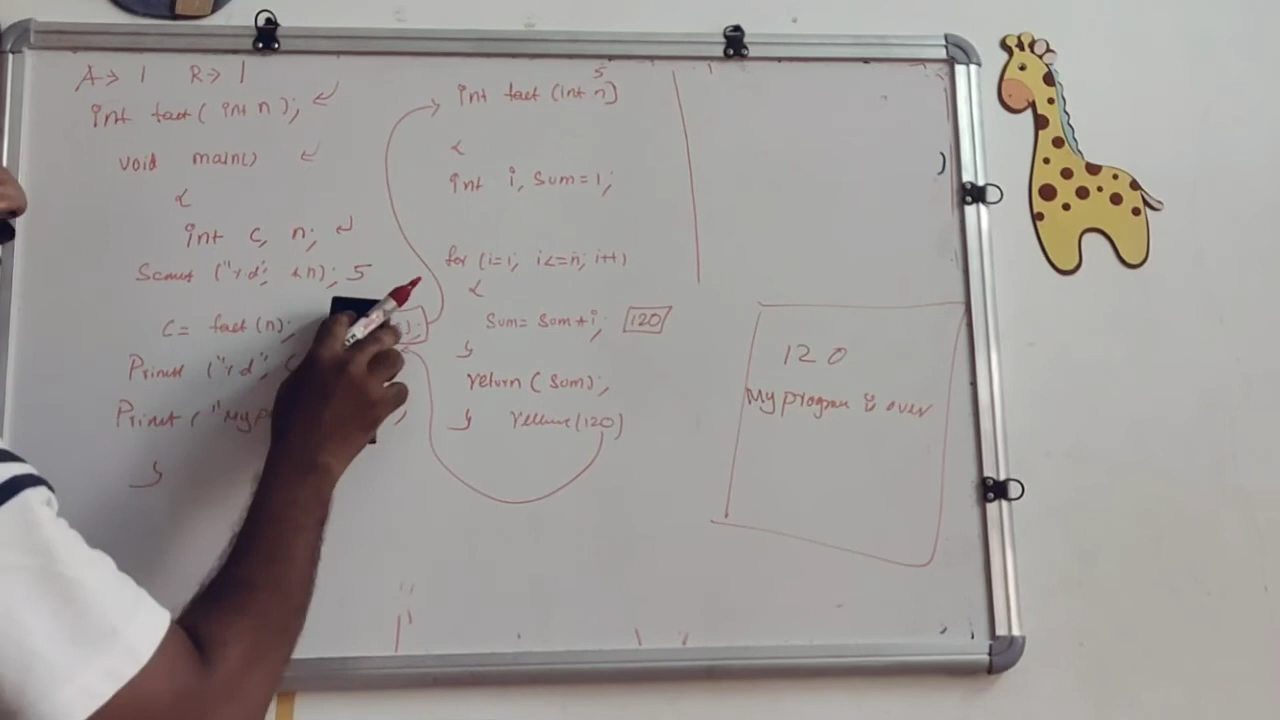 A→ 1 R→ 1
int fact( int n); ↵
void main() ↵
{
int c, n; ↵
Scanf ("%d", &n); 5
c= fact(n);
Printf ("%d",
Printf ("My
}
5
int fact (int n)
{
int i, Sum=1;
for (i=1; i<=n; i++)
{
Sum= Sum*i; 120
}
return( Sum);
} return(120)
120
My program is over